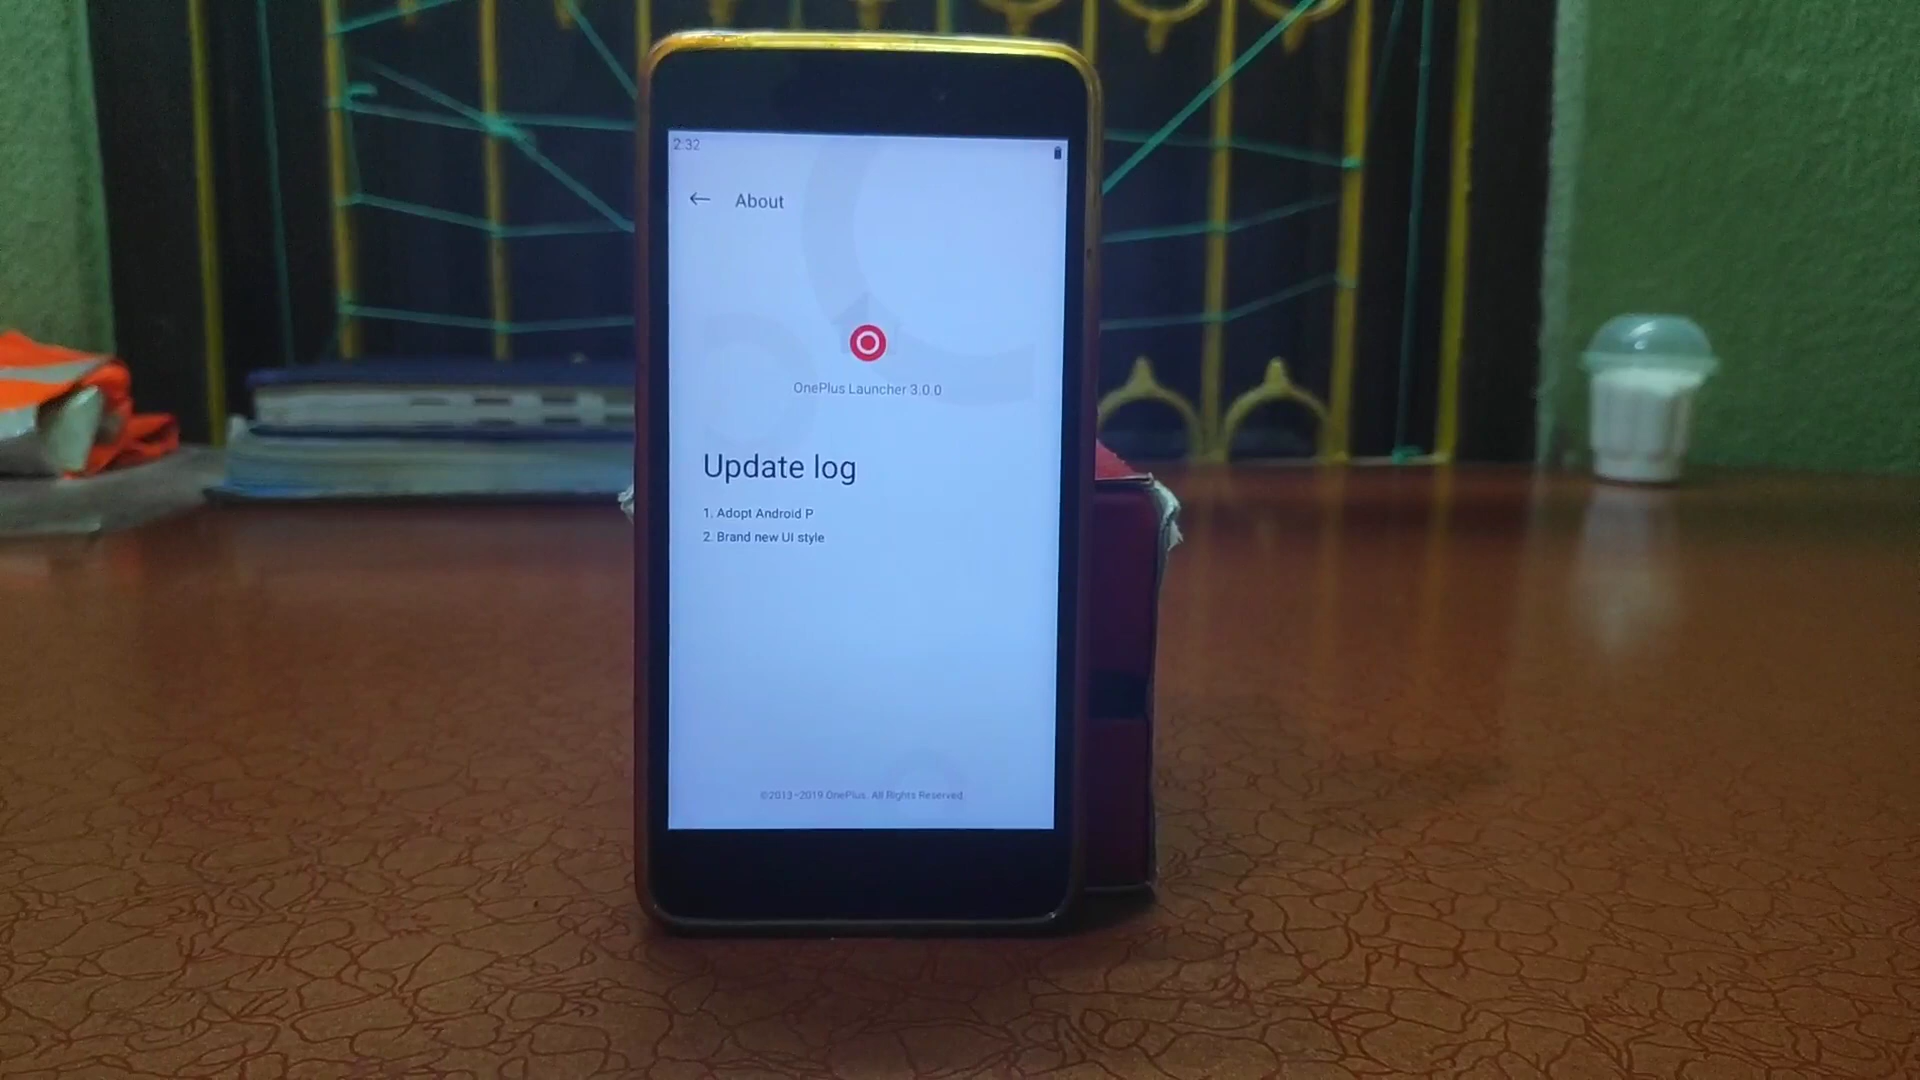 2:32
About
OnePlus Launcher 3.0.0
Update log
1. Adopt Android P
2. Brand new UI style
©2013-2019 OnePlus. All Rights Reserved